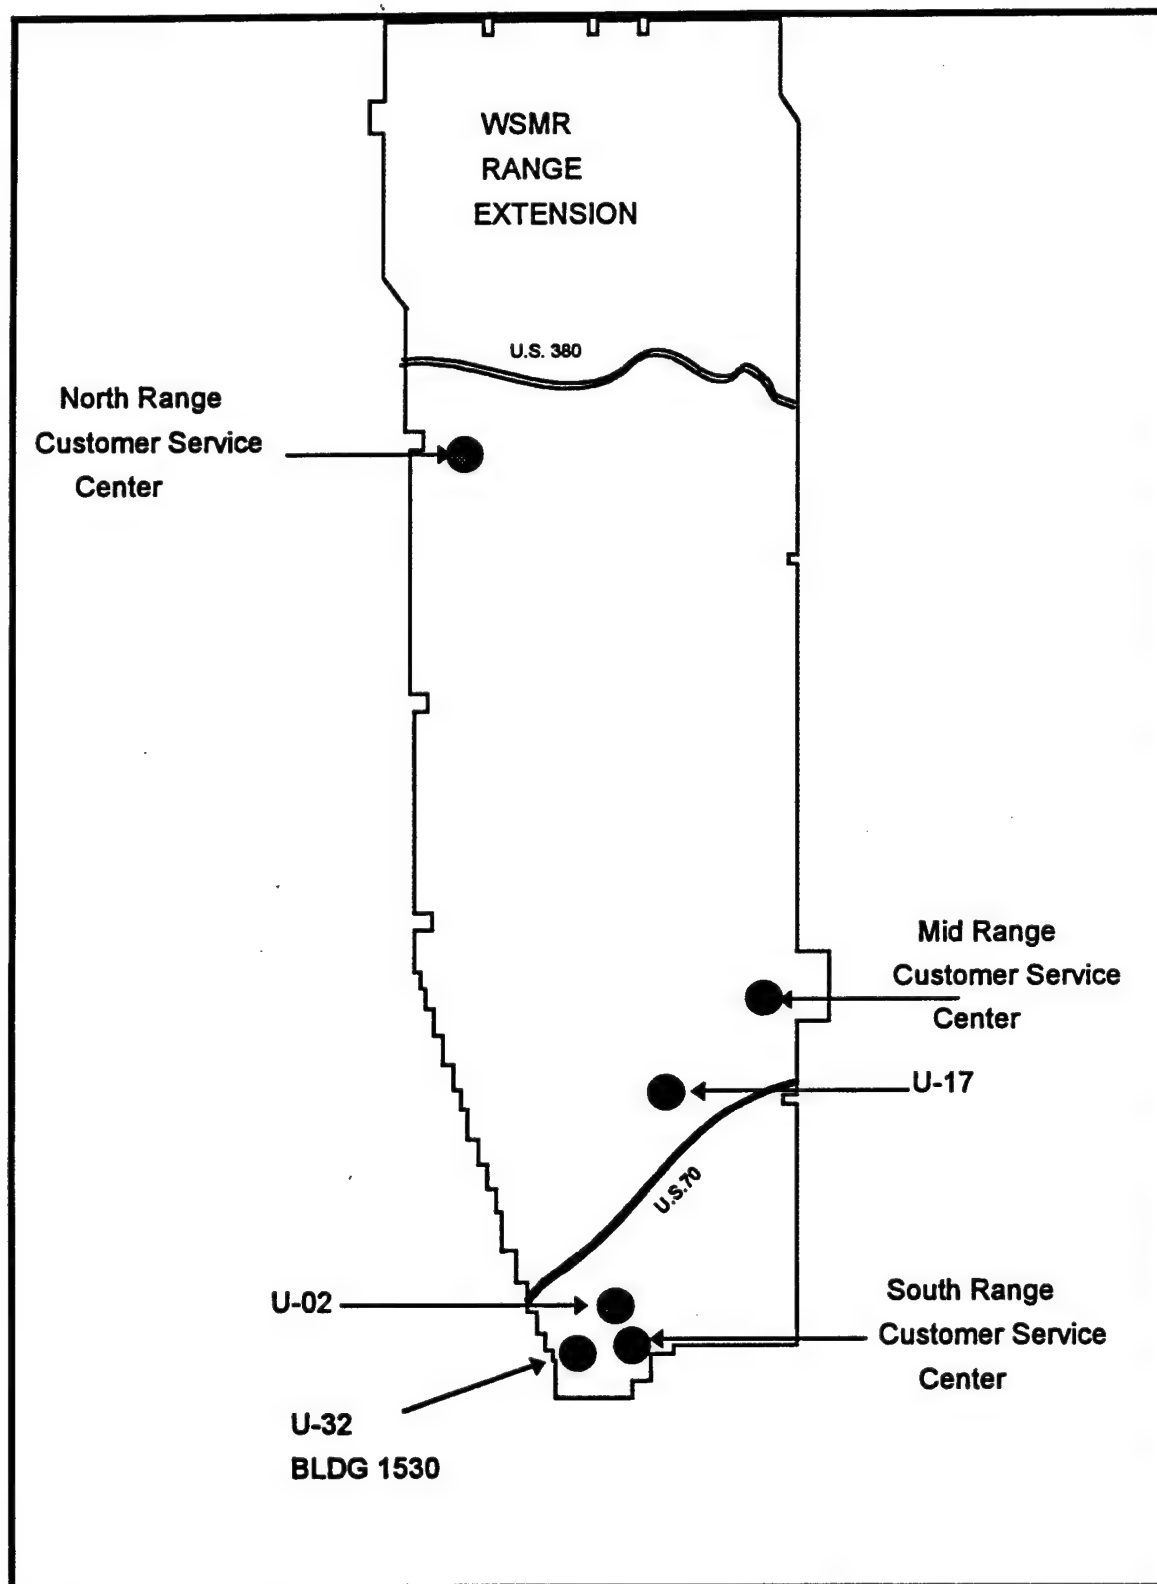 WSMR
RANGE
EXTENSION
U.S. 380
North Range
Customer Service
Center
Mid Range
Customer Service
Center
U-17
U.S.70
U-02
South Range
Customer Service
Center
U-32
BLDG 1530